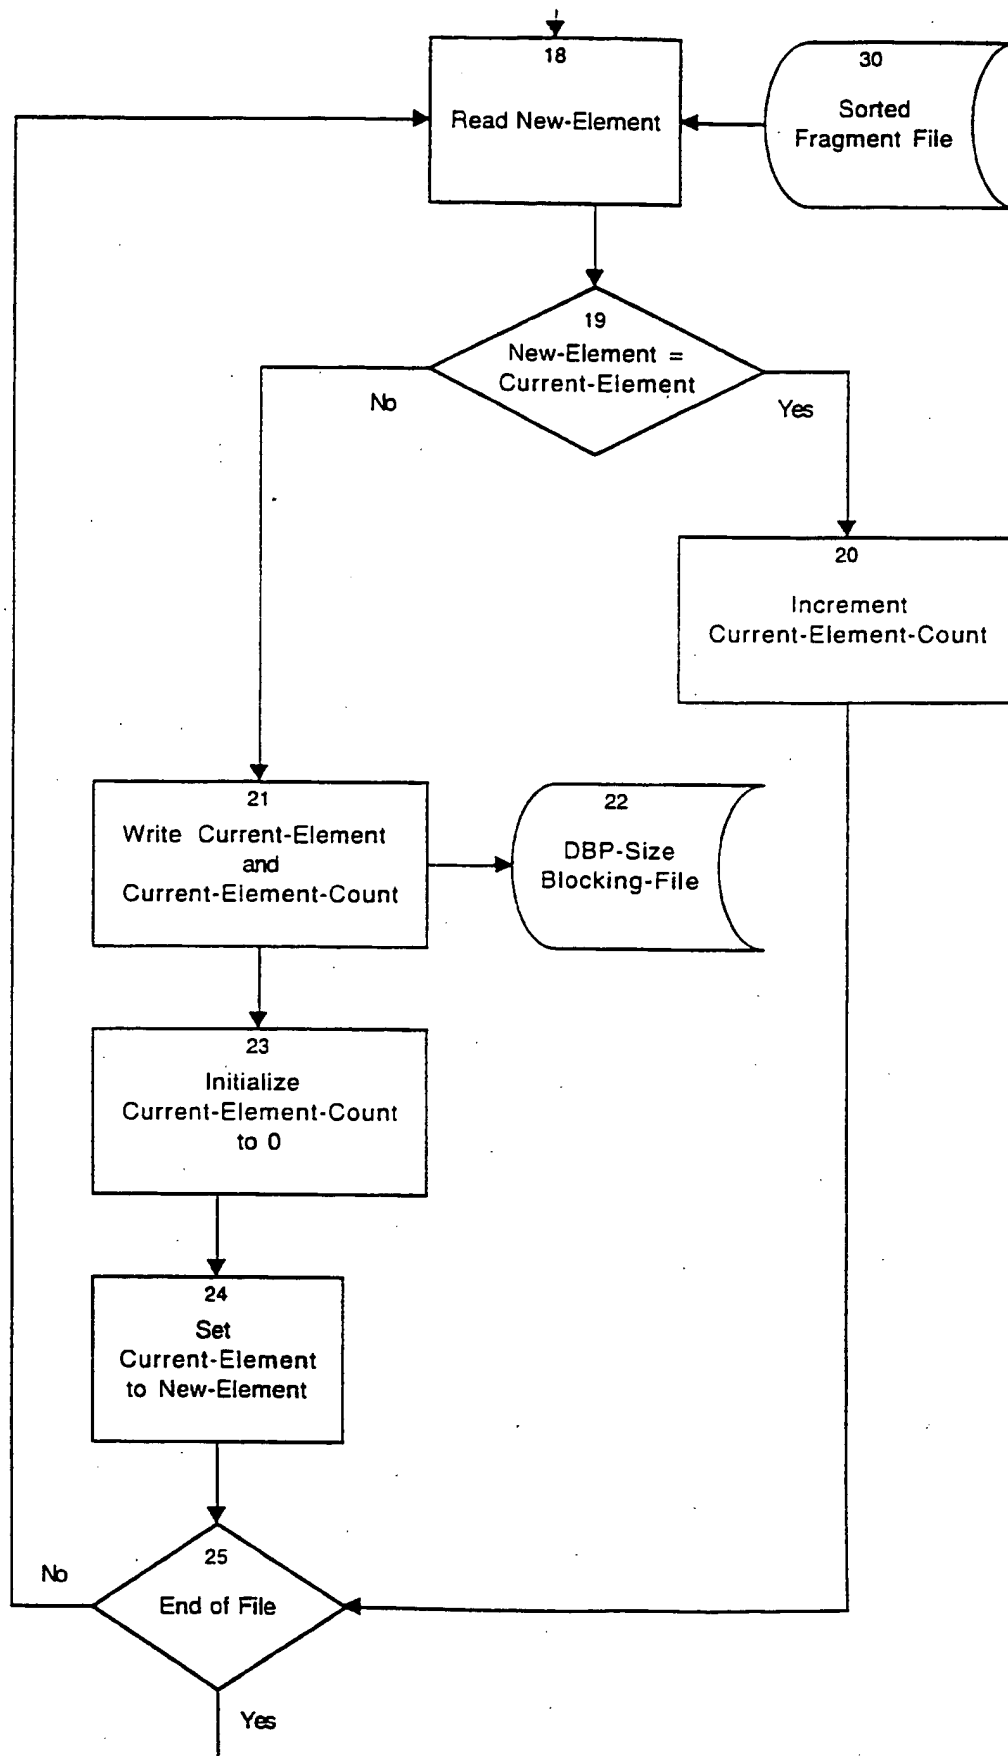 18
Read New-Element
30
Sorted
Fragment File
19
New-Element =
Current-Element
No
Yes
20
Increment
Current-Element-Count
21
Write Current-Element
and
Current-Element-Count
22
DBP-Size
Blocking-File
23
Initialize
Current-Element-Count
to 0
24
Set
Current-Element
to New-Element
25
End of File
No
Yes